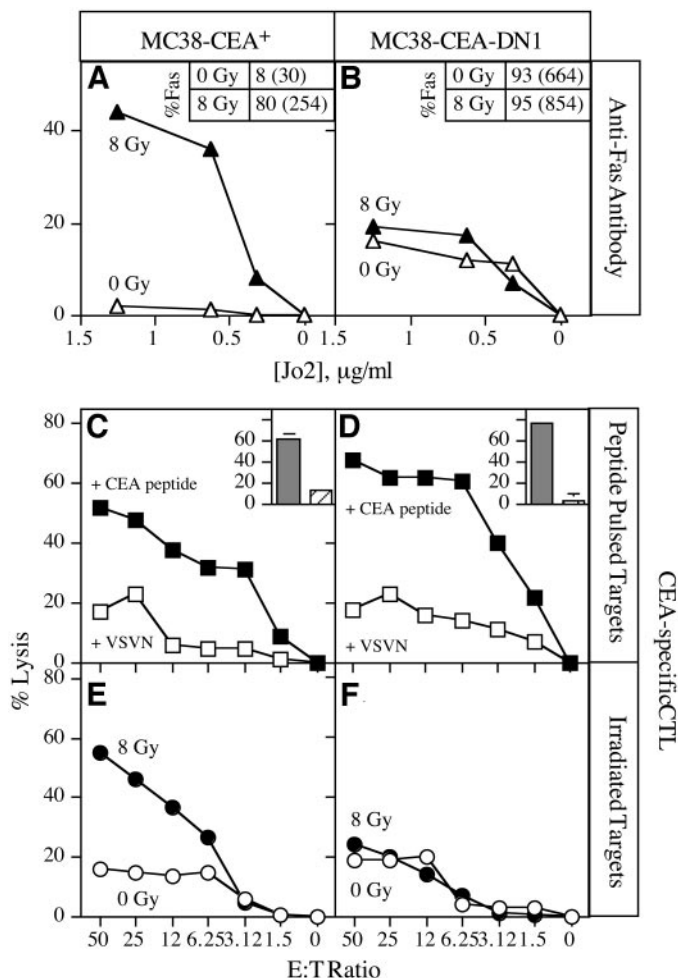 MC38-CEA⁺ MC38-CEA-DN1
A %Fas 0 Gy 8 (30)
8 Gy 80 (254)
B %Fas 0 Gy 93 (664)
8 Gy 95 (854)
Anti-Fas Antibody
40
20
0
8 Gy
0 Gy
8 Gy
0 Gy
1.5 1 0.5 0 1.5 1 0.5 0
[Jo2], µg/ml
% Lysis
C
80
60
40
20
0
+ CEA peptide
+ VSVN
60
40
20
0
D
+ CEA peptide
+ VSVN
60
40
20
0
Peptide Pulsed Targets
CEA-specificCTL
E
80
60
40
20
0
8 Gy
0 Gy
F
8 Gy
0 Gy
Irradiated Targets
50 25 12 6.25 3.12 1.5 0 50 25 12 6.25 3.12 1.5 0
E:T Ratio